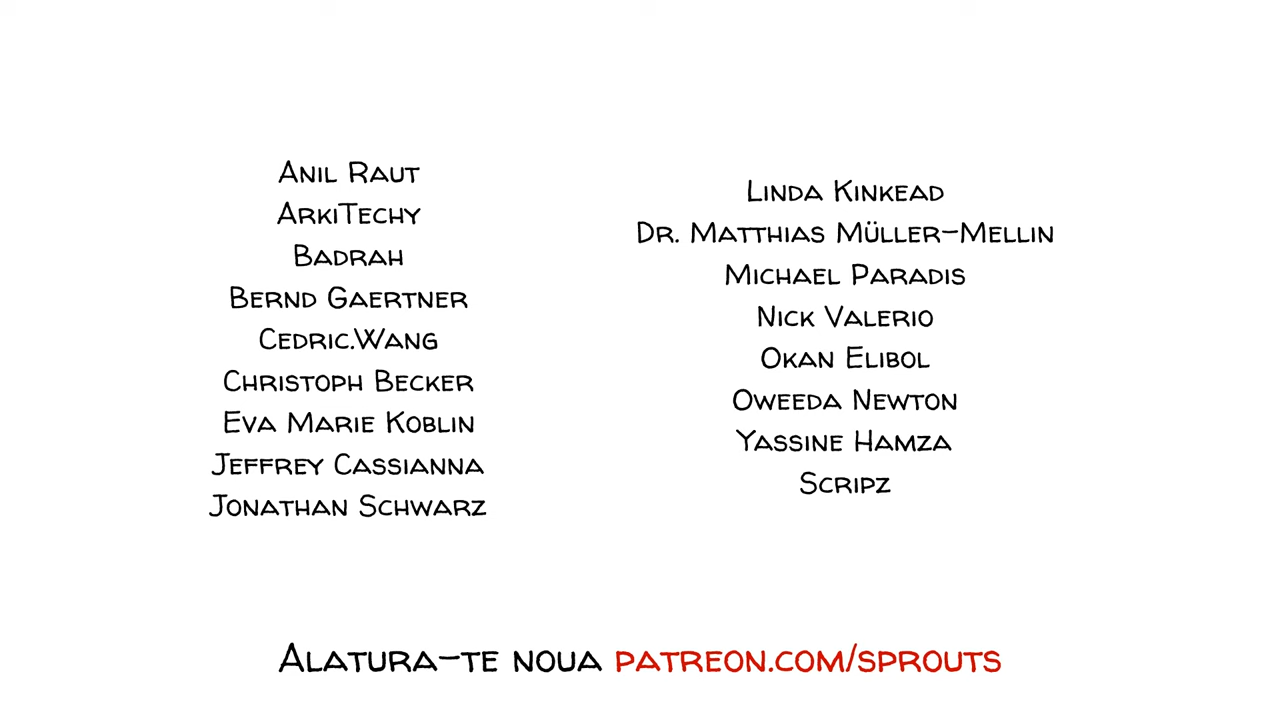 Anil Raut
ArkiTechy
Badrah
Bernd Gaertner
Cedric.Wang
Christoph Becker
Eva Marie Koblin
Jeffrey Cassianna
Jonathan Schwarz
Linda Kinkead
Dr. Matthias Müller-Mellin
Michael Paradis
Nick Valerio
Okan Elibol
Oweeda Newton
Yassine Hamza
Scripz
Alatura-te noua patreon.com/sprouts